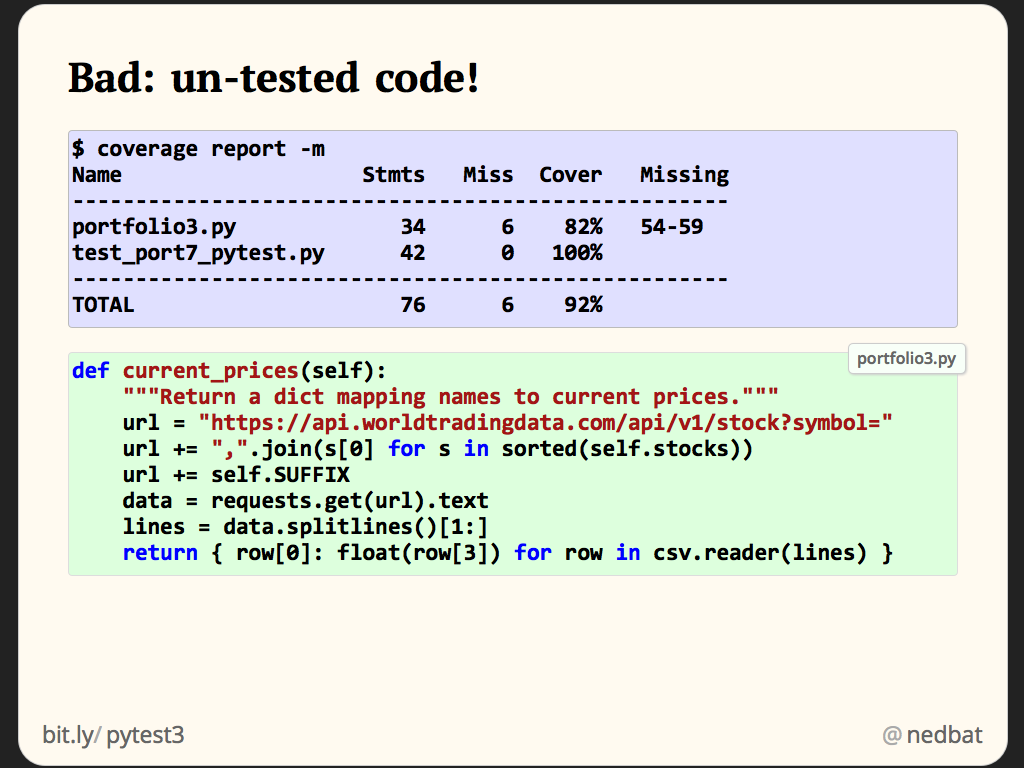 Bad: un-tested code!
$ coverage report -m
Name                   Stmts   Miss  Cover   Missing
----------------------------------------------------
portfolio3.py             34      6    82%   54-59
test_port7_pytest.py      42      0   100%
----------------------------------------------------
TOTAL                     76      6    92%
portfolio3.py
def current_prices(self):
    """Return a dict mapping names to current prices."""
    url = "https://api.worldtradingdata.com/api/v1/stock?symbol="
    url += ",".join(s[0] for s in sorted(self.stocks))
    url += self.SUFFIX
    data = requests.get(url).text
    lines = data.splitlines()[1:]
    return { row[0]: float(row[3]) for row in csv.reader(lines) }
bit.ly/pytest3
@nedbat